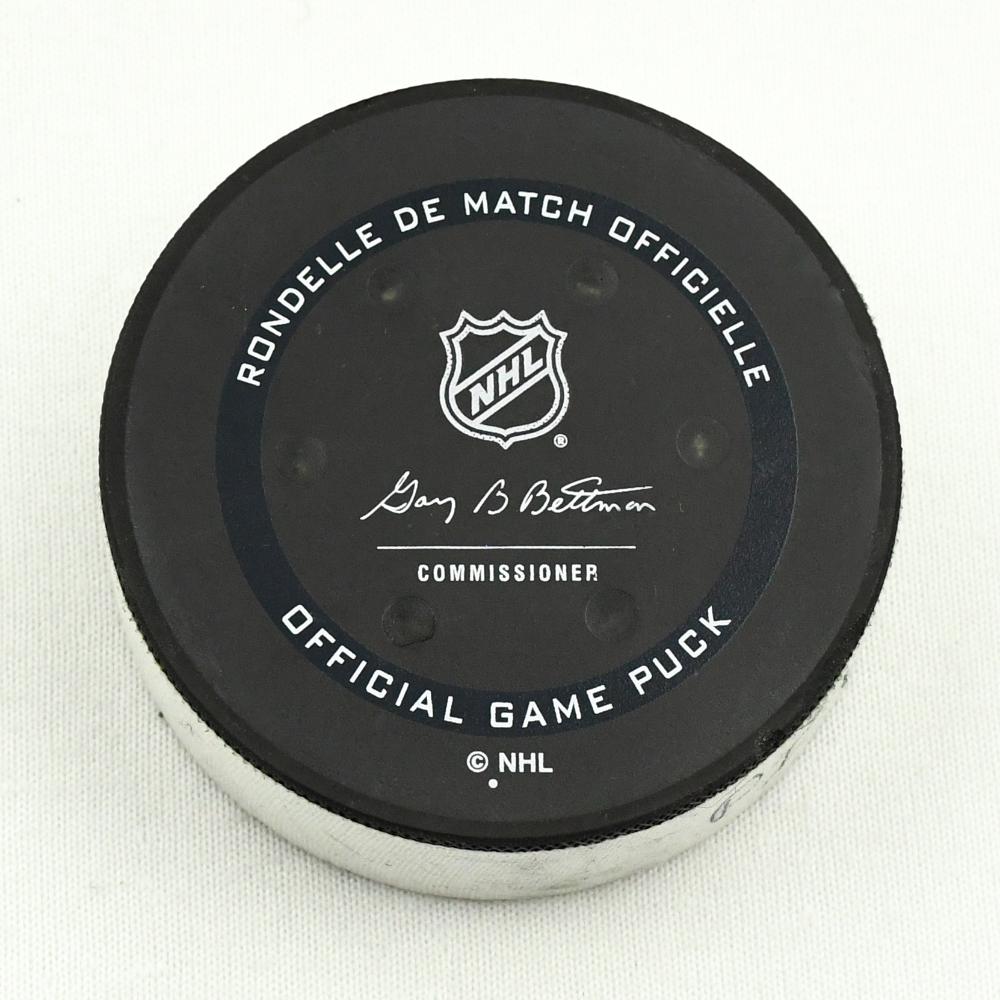 RONDELLE DE MATCH OFFICIELLE
NHL
®
Gary B Bettman
COMMISSIONER
OFFICIAL GAME PUCK
© NHL